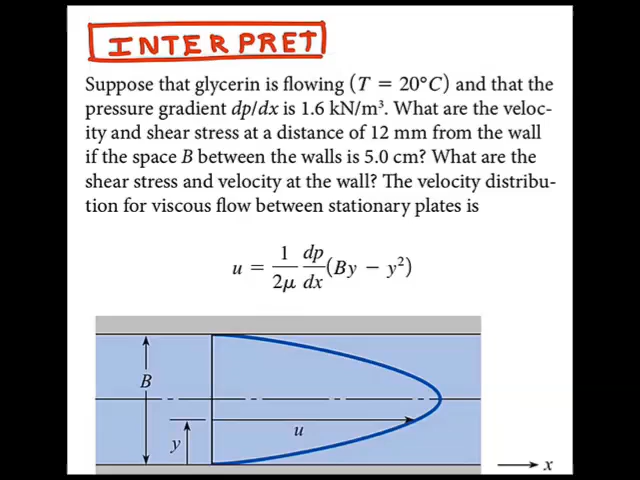 INTERPRET
Suppose that glycerin is flowing (T = 20°C) and that the
pressure gradient dp/dx is 1.6 kN/m³. What are the veloc-
ity and shear stress at a distance of 12 mm from the wall
if the space B between the walls is 5.0 cm? What are the
shear stress and velocity at the wall? The velocity distribu-
tion for viscous flow between stationary plates is
u = 1/2μ dp/dx (By − y²)
B
u
y
x